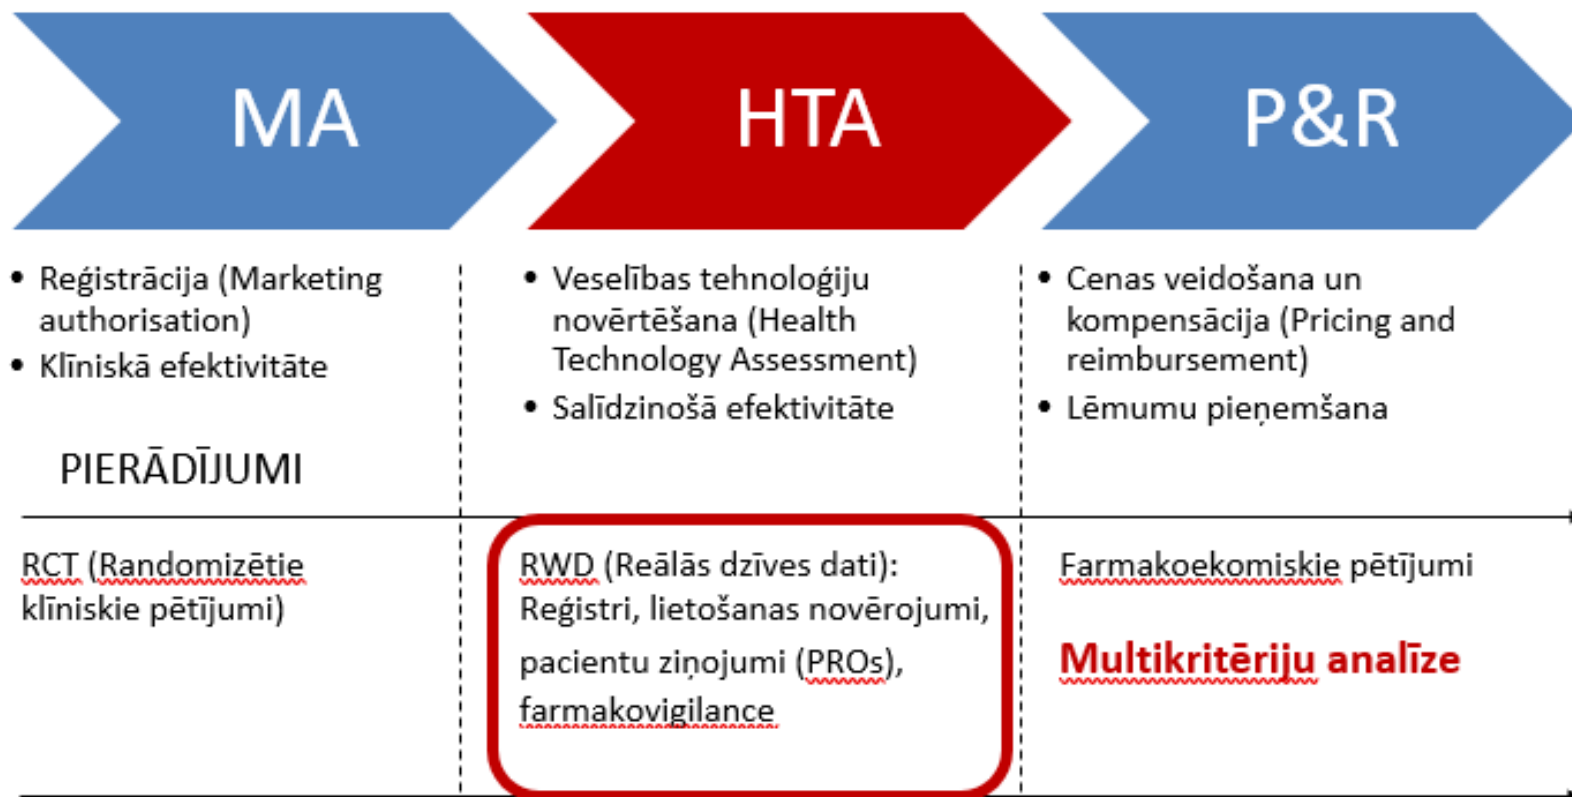 MA
HTA
P&R
• Reģistrācija (Marketing
authorisation)
• Klīniskā efektivitāte
• Veselības tehnoloģiju
novērtēšana (Health
Technology Assessment)
• Salīdzinošā efektivitāte
• Cenas veidošana un
kompensācija (Pricing and
reimbursement)
• Lēmumu pieņemšana
PIERĀDĪJUMI
RCT (Randomizētie
klīniskie pētījumi)
RWD (Reālās dzīves dati):
Reģistri, lietošanas novērojumi,
pacientu ziņojumi (PROs),
farmakovigilance
Farmakoekomiskie pētījumi
Multikritēriju analīze